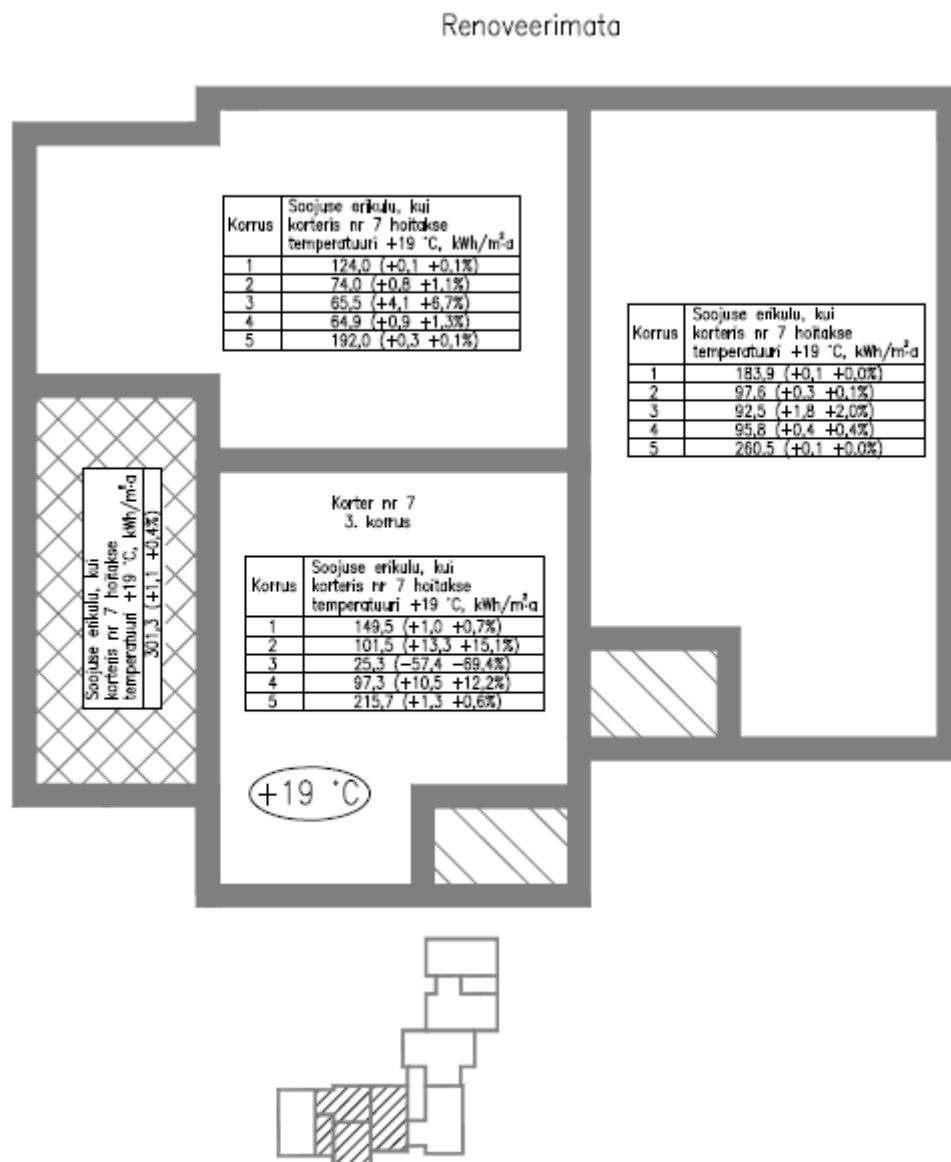 Renoveerimata
Korrus Soojuse erikulu, kui korteris nr 7 hoitakse temperatuuri +19 °C, kWh/m²·a
1 124,0 (+0,1 +0,1%)
2 74,0 (+0,8 +1,1%)
3 65,5 (+4,1 +6,7%)
4 64,9 (+0,9 +1,3%)
5 192,0 (+0,3 +0,1%)
Korrus Soojuse erikulu, kui korteris nr 7 hoitakse temperatuuri +19 °C, kWh/m²·a
1 183,9 (+0,1 +0,0%)
2 97,6 (+0,3 +0,1%)
3 92,5 (+1,8 +2,0%)
4 95,8 (+0,4 +0,4%)
5 260,5 (+0,1 +0,0%)
Soojuse erikulu, kui
korteris nr 7 hoitakse
temperatuuri +19 °C, kWh/m²·a
301,3 (+1,1 +0,4%)
Korter nr 7
3. korrus
Korrus Soojuse erikulu, kui korteris nr 7 hoitakse temperatuuri +19 °C, kWh/m²·a
1 149,5 (+1,0 +0,7%)
2 101,5 (+13,3 +15,1%)
3 25,3 (-57,4 -69,4%)
4 97,3 (+10,5 +12,2%)
5 215,7 (+1,3 +0,6%)
+19 °C